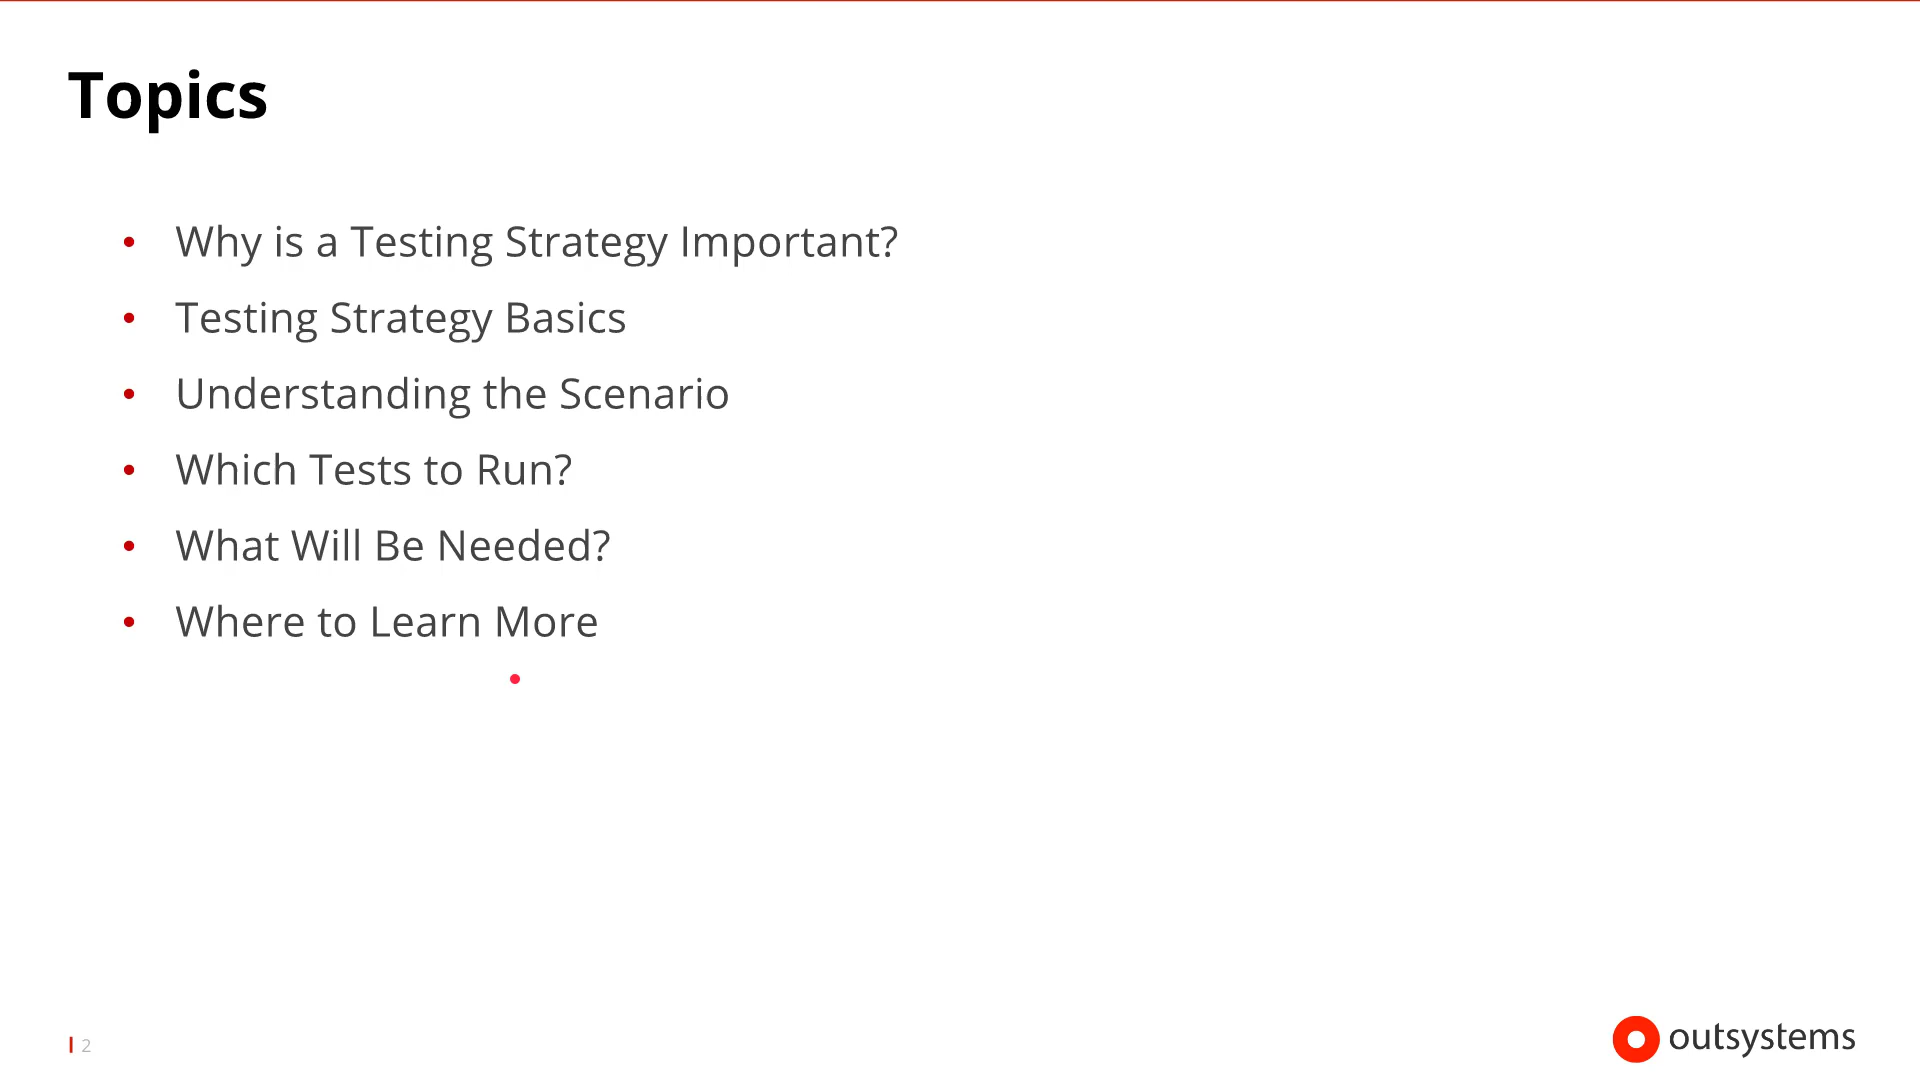 Topics
• Why is a Testing Strategy Important?
• Testing Strategy Basics
• Understanding the Scenario
• Which Tests to Run?
• What Will Be Needed?
• Where to Learn More
2
outsystems